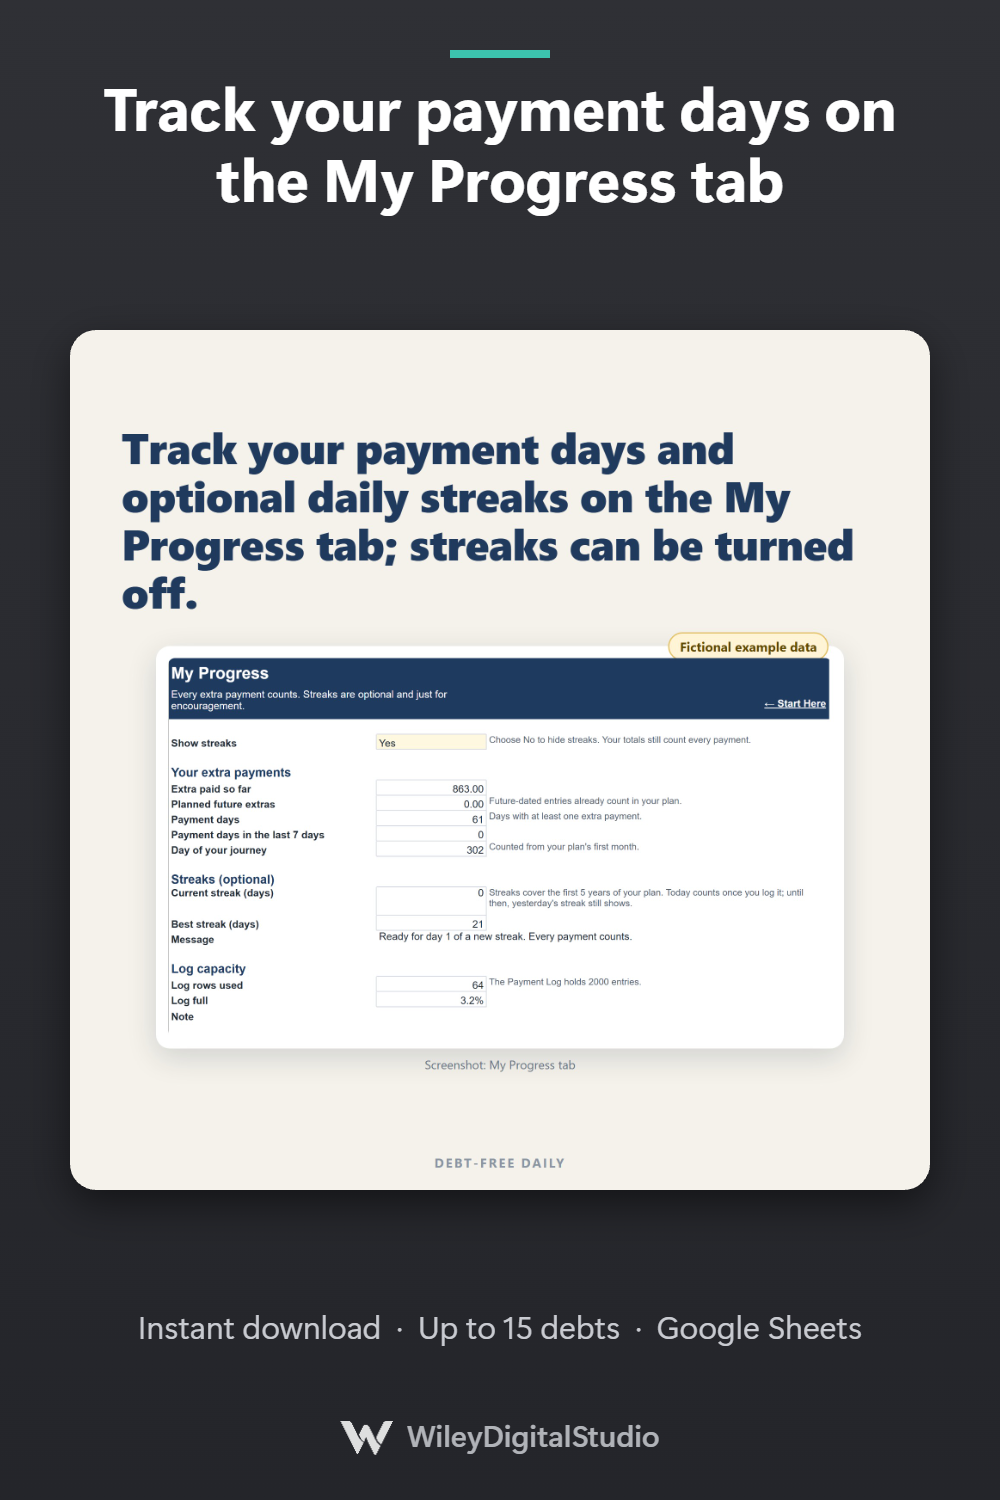 Track your payment days on
the My Progress tab
Track your payment days and
optional daily streaks on the My
Progress tab; streaks can be turned
off.
Fictional example data
My Progress
Every extra payment counts. Streaks are optional and just for
encouragement.
← Start Here
Show streaks Yes Choose No to hide streaks. Your totals still count every payment.
Your extra payments
Extra paid so far 863.00
Planned future extras 0.00 Future-dated entries already count in your plan.
Payment days 61 Days with at least one extra payment.
Payment days in the last 7 days 0
Day of your journey 302 Counted from your plan's first month.
Streaks (optional)
Current streak (days) 0 Streaks cover the first 5 years of your plan. Today counts once you log it; until
then, yesterday's streak still shows.
Best streak (days) 21
Message Ready for day 1 of a new streak. Every payment counts.
Log capacity
Log rows used 64 The Payment Log holds 2000 entries.
Log full 3.2%
Note
Screenshot: My Progress tab
DEBT-FREE DAILY
Instant download · Up to 15 debts · Google Sheets
WileyDigitalStudio